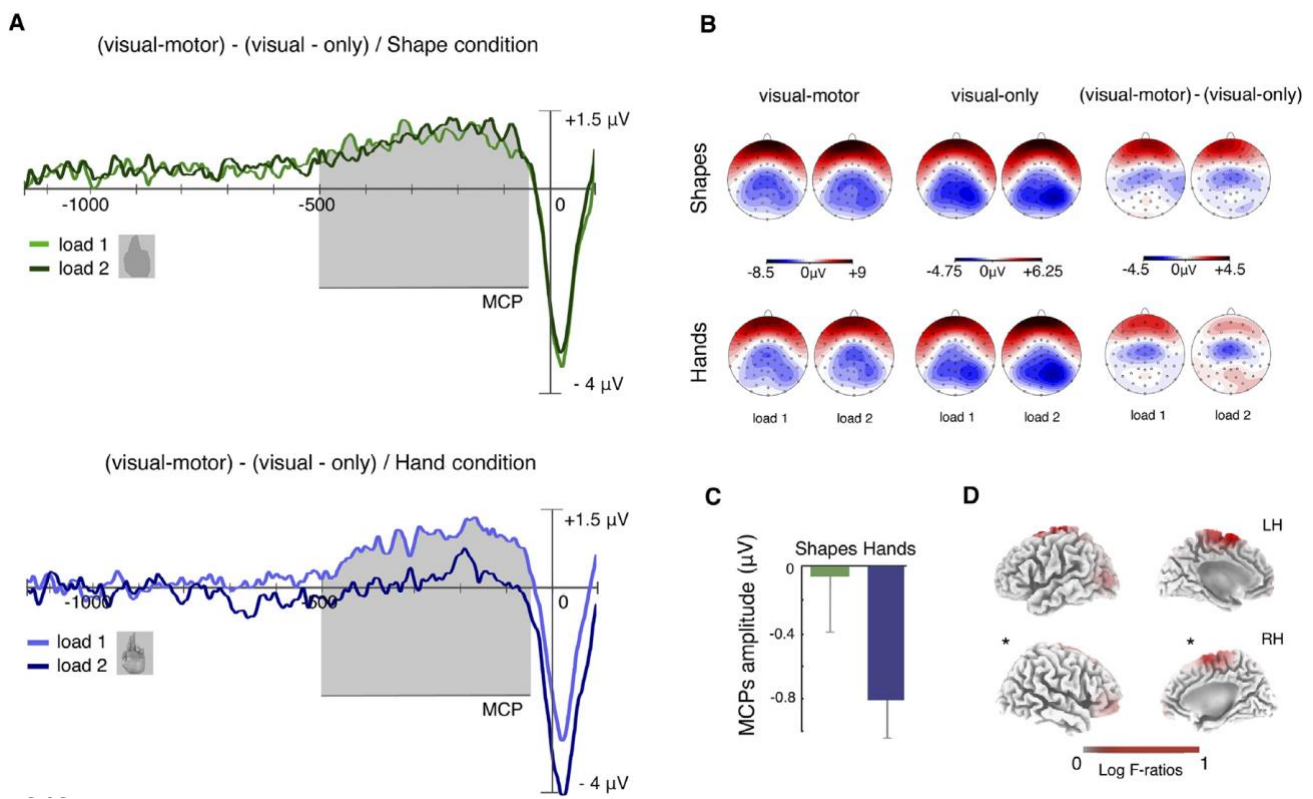 A
(visual-motor) - (visual - only) / Shape condition
+1.5 µV
-1000
-500
0
load 1
load 2
MCP
- 4 µV
(visual-motor) - (visual - only) / Hand condition
+1.5 µV
-1000
-500
0
load 1
load 2
MCP
- 4 µV
B
visual-motor
visual-only
(visual-motor) - (visual-only)
Shapes
-8.5 0µV +9
-4.75 0µV +6.25
-4.5 0µV +4.5
Hands
load 1
load 2
load 1
load 2
load 1
load 2
C
Shapes Hands
MCPs amplitude (µV)
0
-0.4
-0.8
D
LH
* *
RH
0 1
Log F-ratios